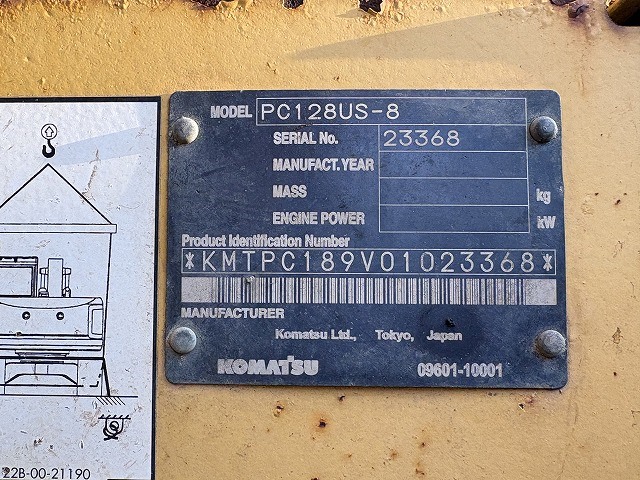 MODEL PC128US-8
SERIAL No. 23368
MANUFACT.YEAR
MASS kg
ENGINE POWER kW
Product Identification Number
*KMTPC189V01023368*
MANUFACTURER
Komatsu Ltd., Tokyo, Japan
KOMATSU 09601-10001
22B-00-21190